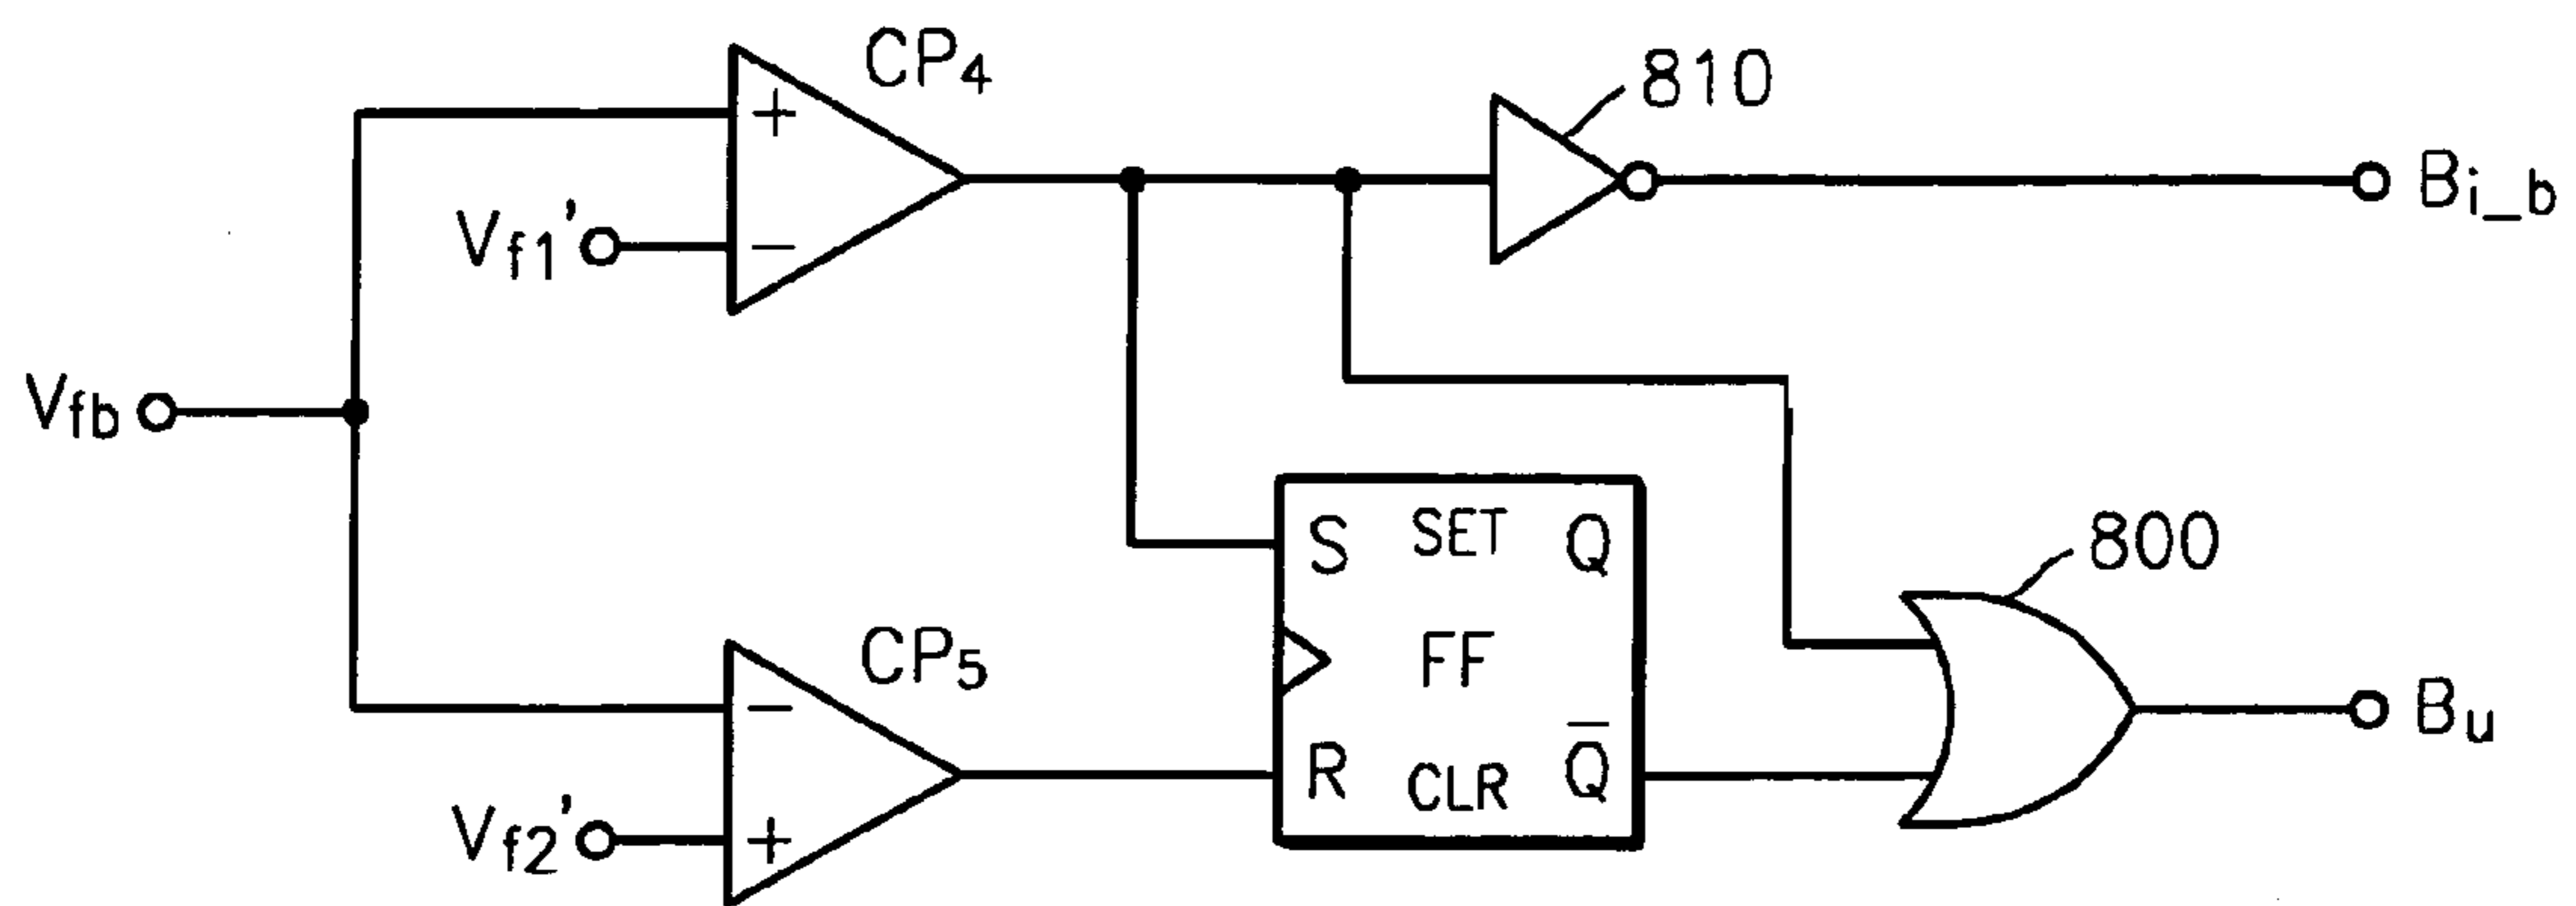 CP4
810
+
Bi_b
Vf1'
−
Vfb
S SET Q
800
CP5
FF
−
Bu
R CLR Q̅
Vf2'
+